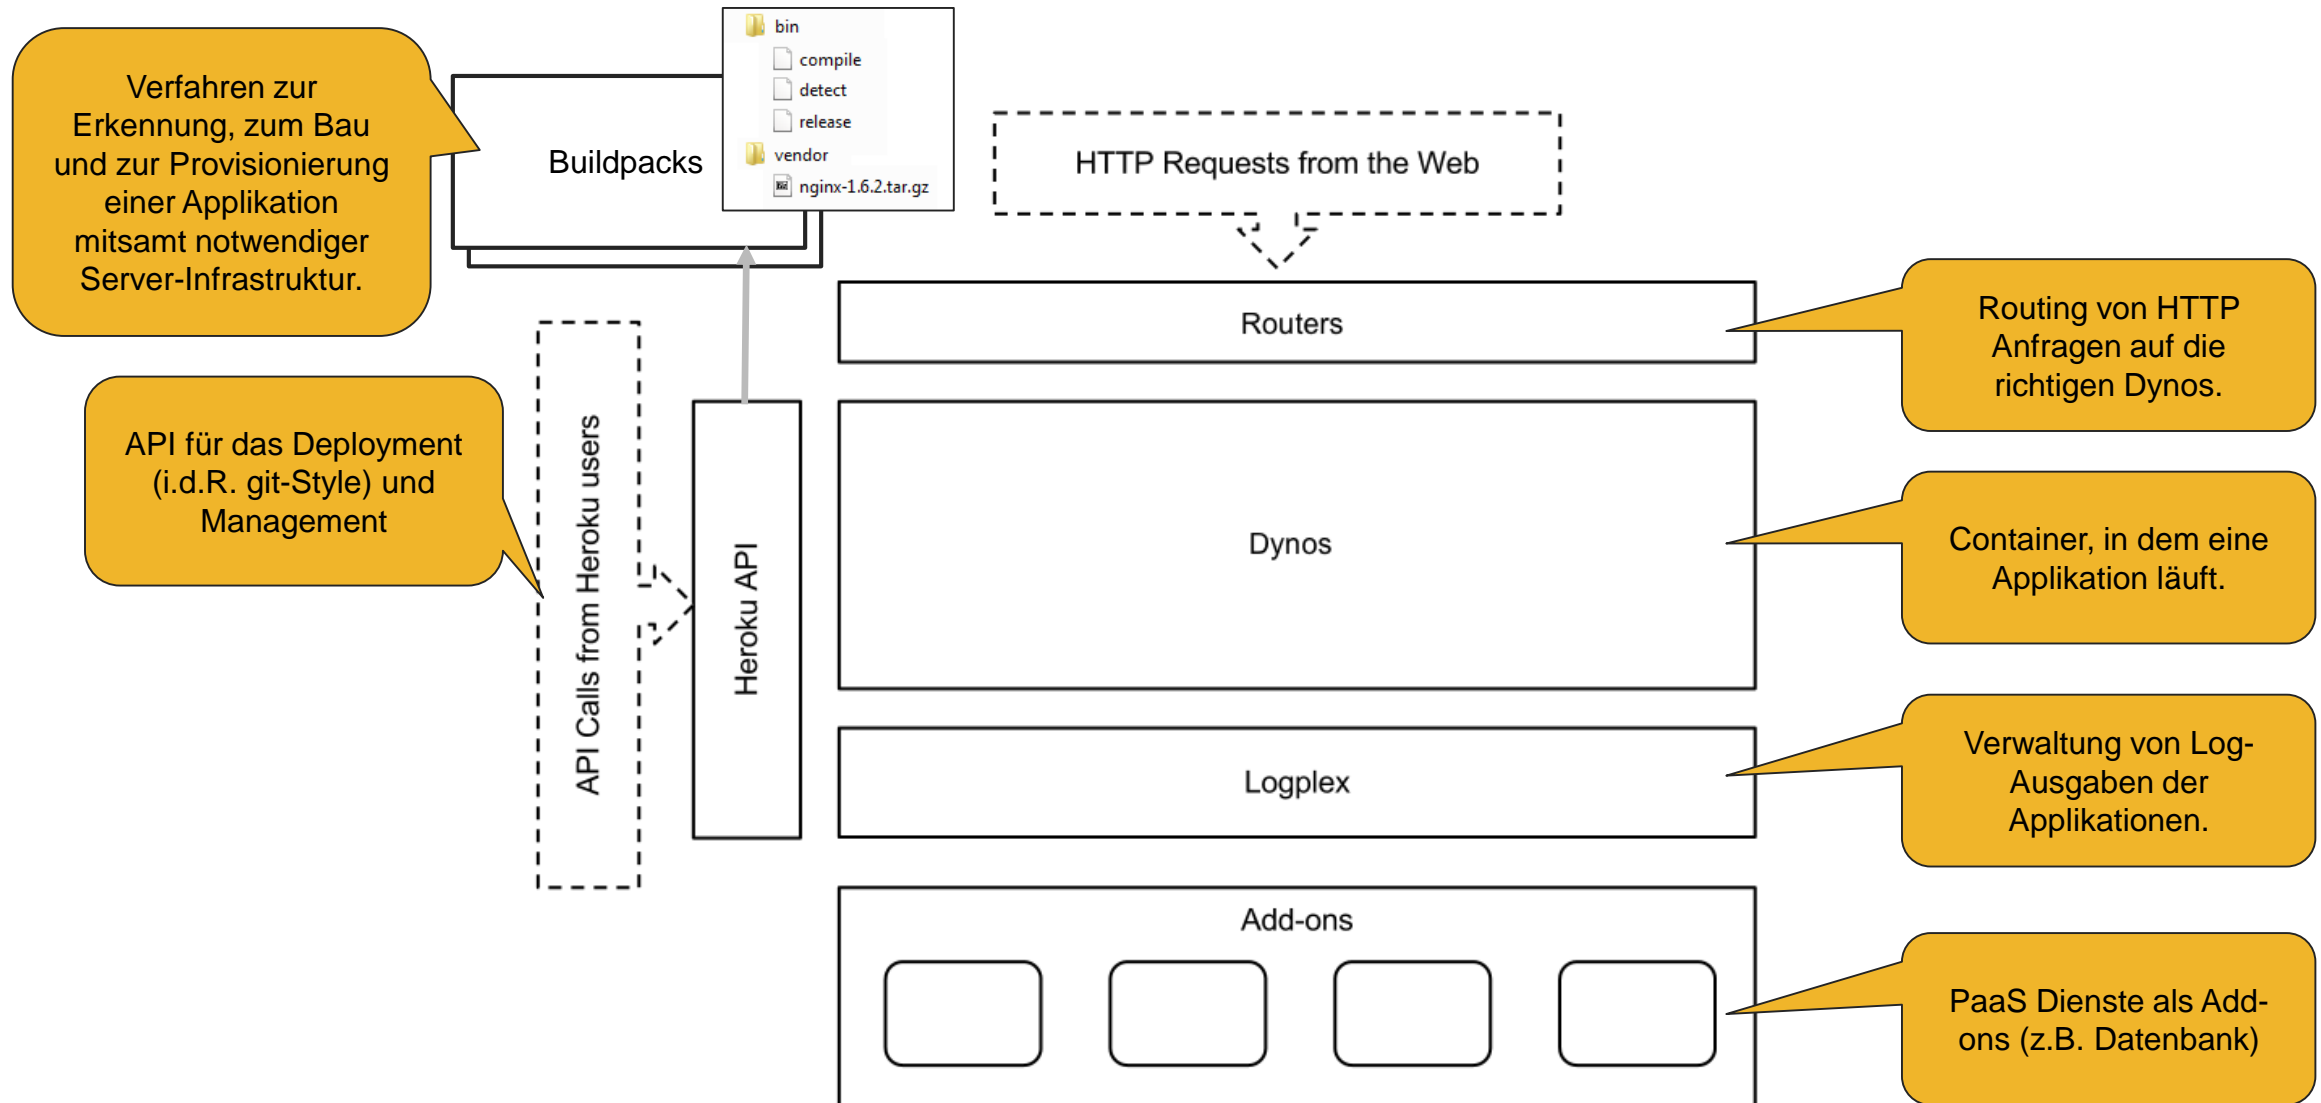 bin
compile
detect
release
vendor
nginx-1.6.2.tar.gz
Verfahren zur
Erkennung, zum Bau
und zur Provisionierung
einer Applikation
mitsamt notwendiger
Server-Infrastruktur.
Buildpacks
HTTP Requests from the Web
Routers
Routing von HTTP
Anfragen auf die
richtigen Dynos.
API für das Deployment
(i.d.R. git-Style) und
Management
API Calls from Heroku users
Heroku API
Dynos
Container, in dem eine
Applikation läuft.
Logplex
Verwaltung von Log-
Ausgaben der
Applikationen.
Add-ons
PaaS Dienste als Add-
ons (z.B. Datenbank)